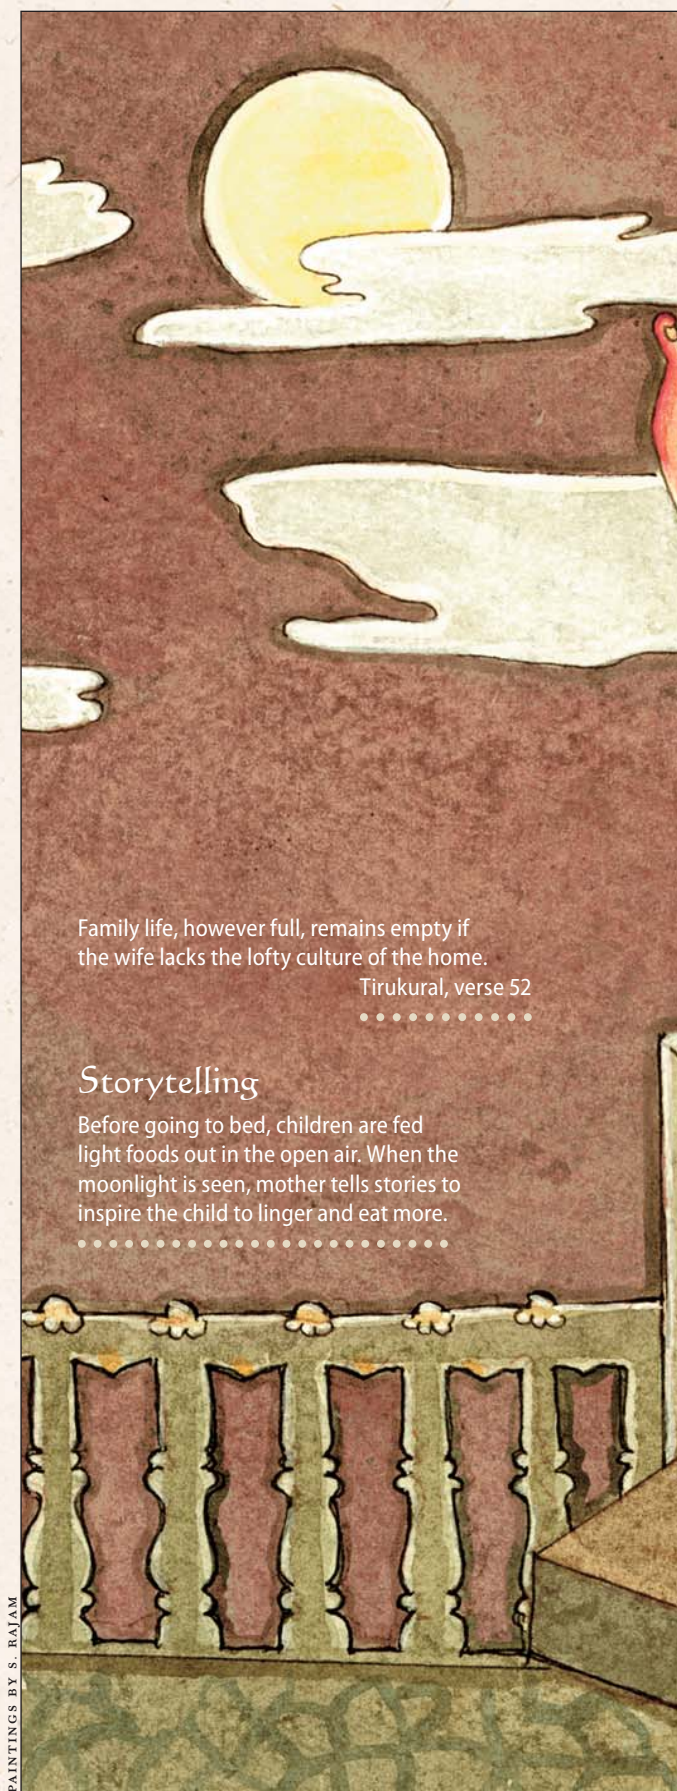 Family life, however full, remains empty if
the wife lacks the lofty culture of the home.
Tirukural, verse 52
Storytelling
Before going to bed, children are fed
light foods out in the open air. When the
moonlight is seen, mother tells stories to
inspire the child to linger and eat more.
PAINTINGS BY S. RAJAM